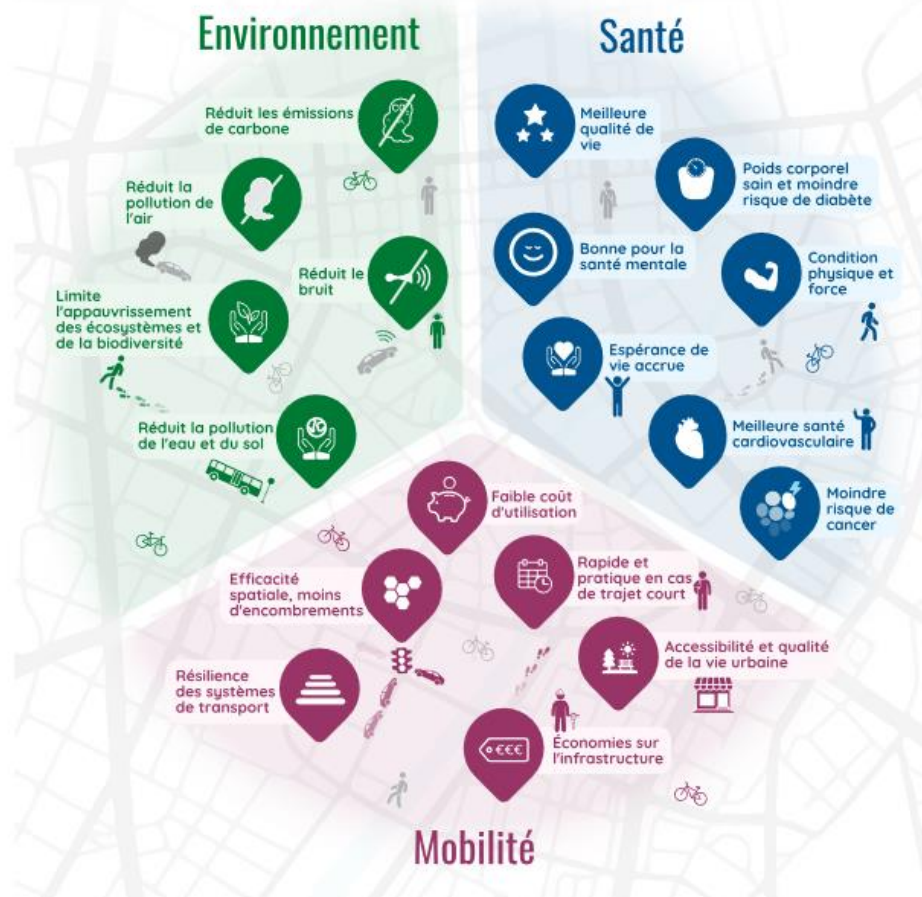 Environnement
Réduit les émissions
de carbone
Réduit la
pollution de
l'air
Réduit le
bruit
Limite
l'appauvrissement
des écosystèmes et
de la biodiversité
Réduit la pollution
de l'eau et du sol
Santé
Meilleure
qualité de
vie
Poids corporel
sain et moindre
risque de diabète
Bonne pour la
santé mentale
Condition
physique et
force
Espérance de
vie accrue
Meilleure santé
cardiovasculaire
Moindre
risque de
cancer
Faible coût
d'utilisation
Efficacité
spatiale, moins
d'encombrements
Rapide et
pratique en cas
de trajet court
Accessibilité et qualité
de la vie urbaine
Résilience
des systèmes
de transport
€€€
Économies sur
l'infrastructure
Mobilité